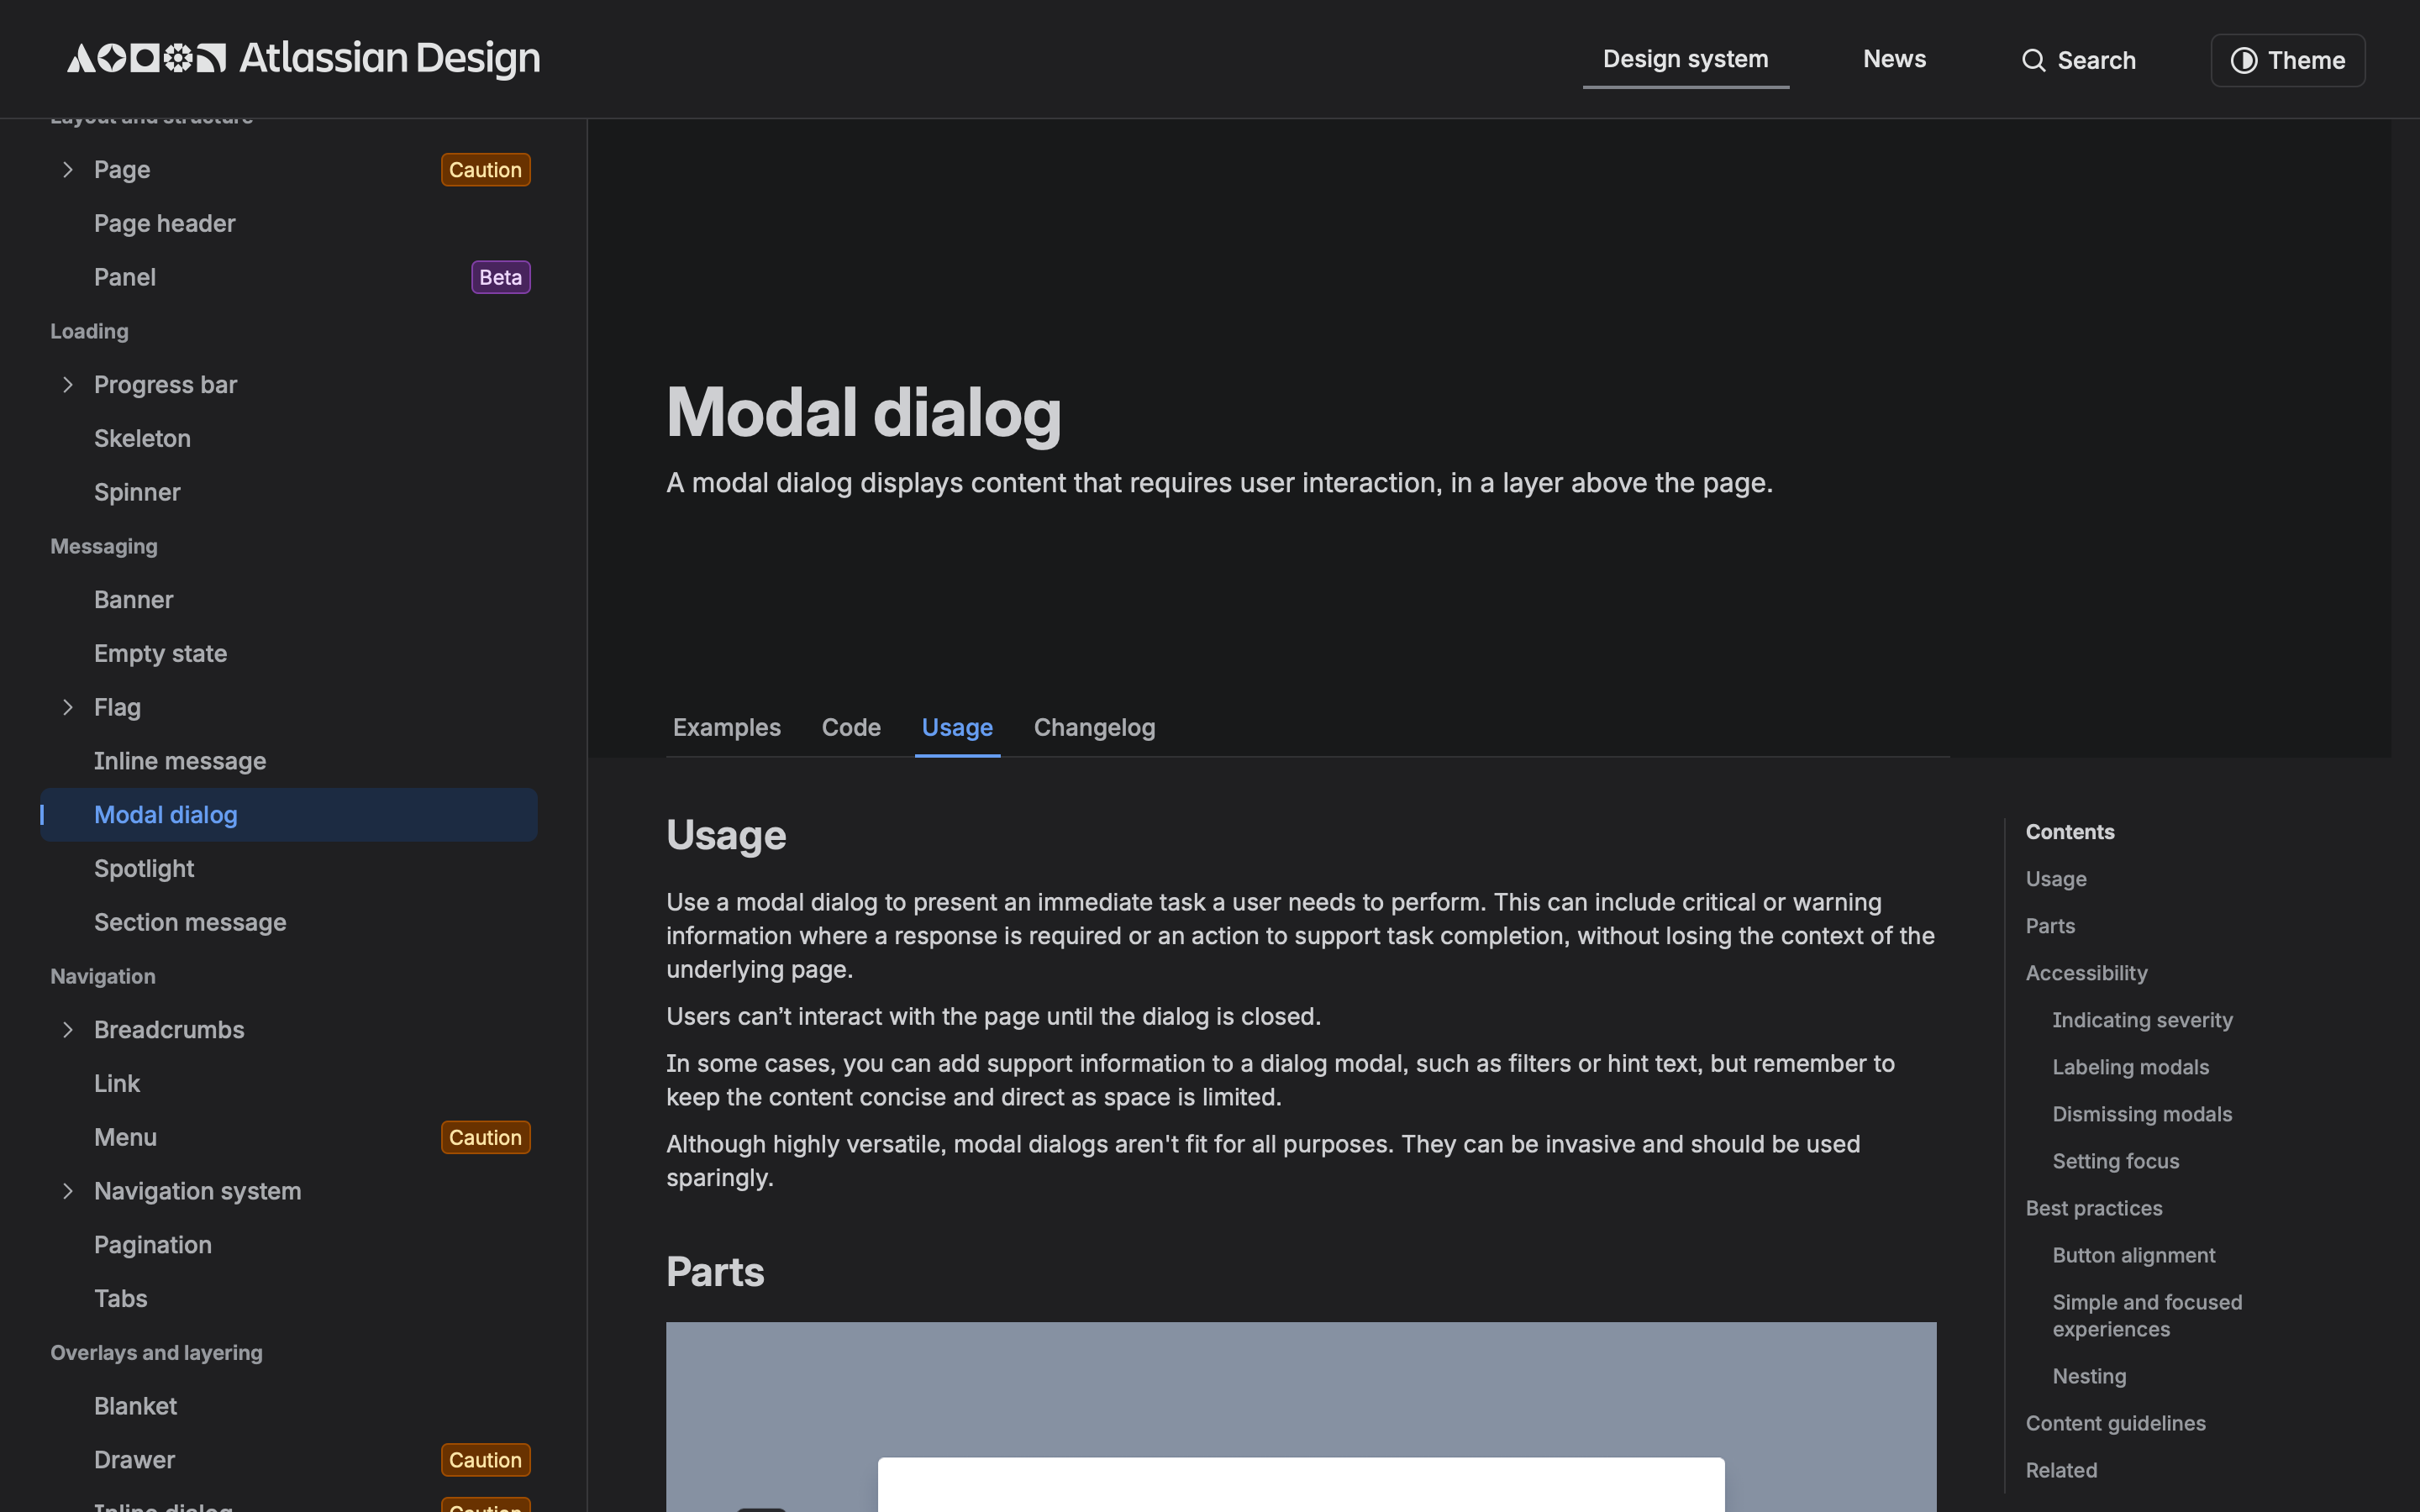 Atlassian Design
Design system
News
Search
Theme
Layout and structure
Page
Caution
Page header
Panel
Beta
Loading
Progress bar
Skeleton
Spinner
Messaging
Banner
Empty state
Flag
Inline message
Modal dialog
Spotlight
Section message
Navigation
Breadcrumbs
Link
Menu
Caution
Navigation system
Pagination
Tabs
Overlays and layering
Blanket
Drawer
Caution
Inline dialog
Caution
Modal dialog
A modal dialog displays content that requires user interaction, in a layer above the page.
Examples
Code
Usage
Changelog
Usage
Use a modal dialog to present an immediate task a user needs to perform. This can include critical or warning
information where a response is required or an action to support task completion, without losing the context of the
underlying page.
Users can’t interact with the page until the dialog is closed.
In some cases, you can add support information to a dialog modal, such as filters or hint text, but remember to
keep the content concise and direct as space is limited.
Although highly versatile, modal dialogs aren't fit for all purposes. They can be invasive and should be used
sparingly.
Parts
Contents
Usage
Parts
Accessibility
Indicating severity
Labeling modals
Dismissing modals
Setting focus
Best practices
Button alignment
Simple and focused
experiences
Nesting
Content guidelines
Related